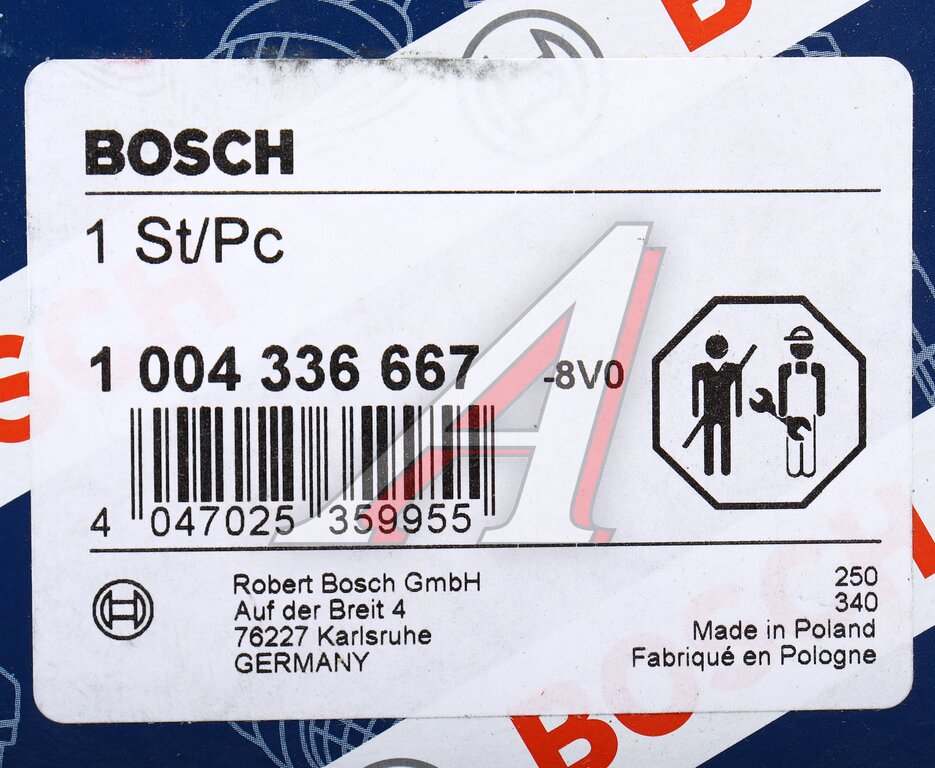 BOSCH
1 St/Pc
1 004 336 667 -8V0
4 047025 359955
Robert Bosch GmbH
Auf der Breit 4
76227 Karlsruhe
GERMANY
250
340
Made in Poland
Fabriqué en Pologne